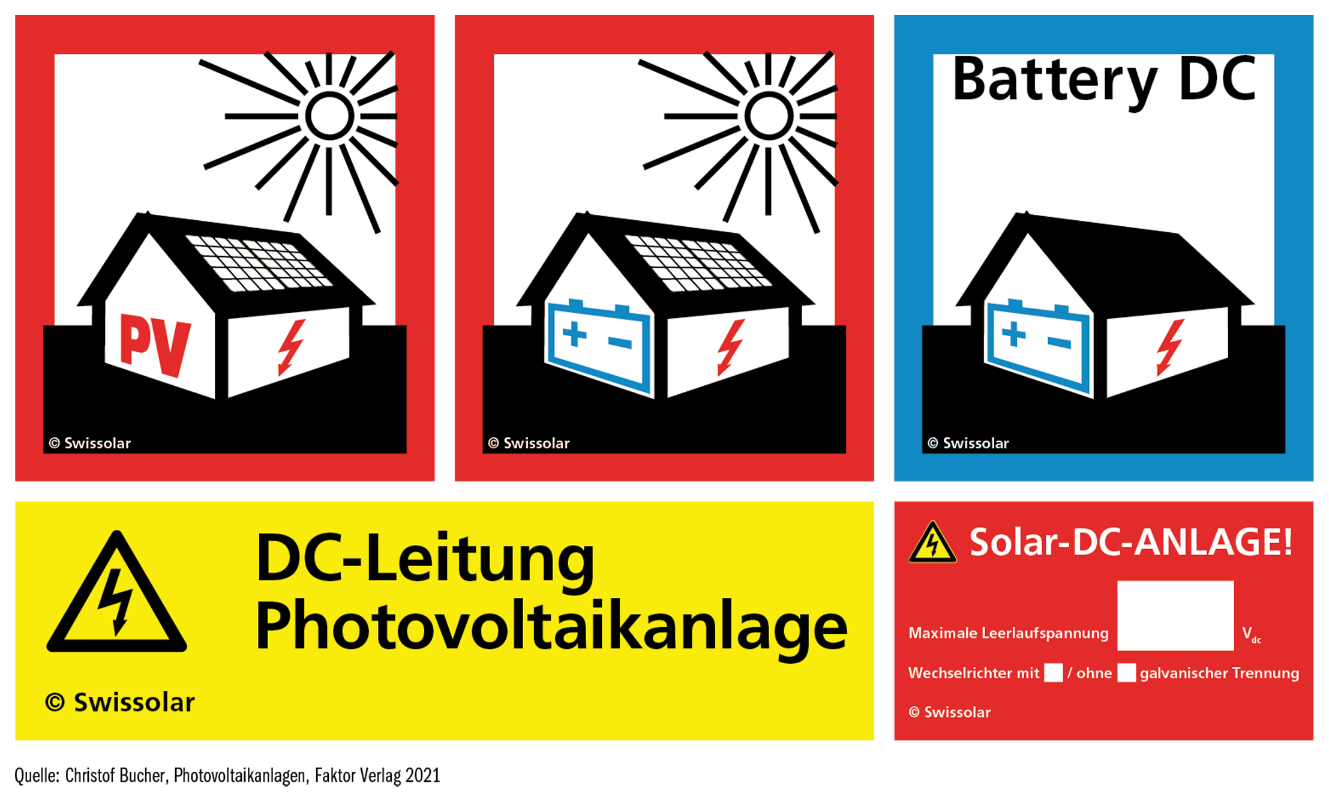 PV
© Swissolar
© Swissolar
Battery DC
+ -
© Swissolar
DC-Leitung
Photovoltaikanlage
© Swissolar
Solar-DC-ANLAGE!
Maximale Leerlaufspannung Vdc
Wechselrichter mit / ohne galvanischer Trennung
© Swissolar
Quelle: Christof Bucher, Photovoltaikanlagen, Faktor Verlag 2021